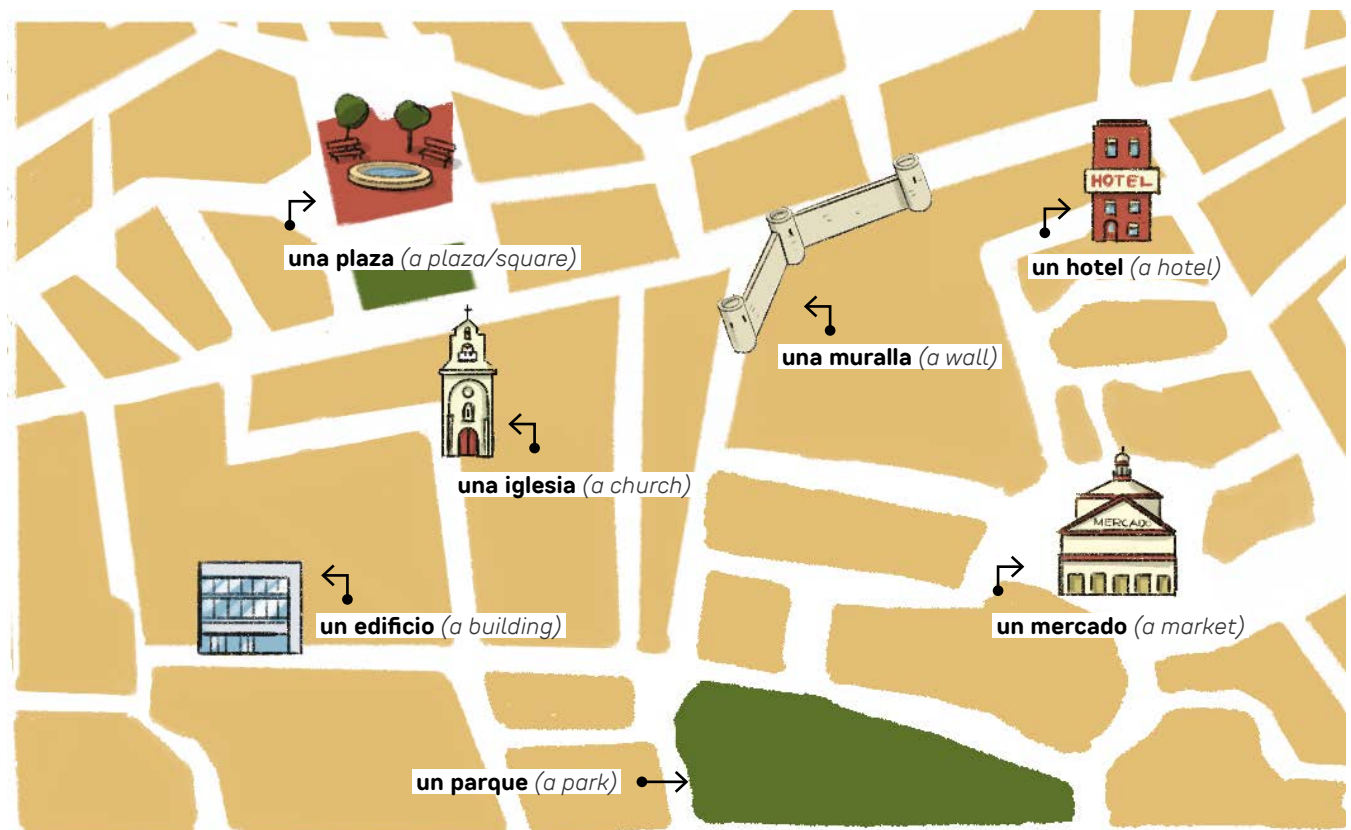 una plaza (a plaza/square)
HOTEL
un hotel (a hotel)
una muralla (a wall)
una iglesia (a church)
MERCADO
un edificio (a building)
un mercado (a market)
un parque (a park)